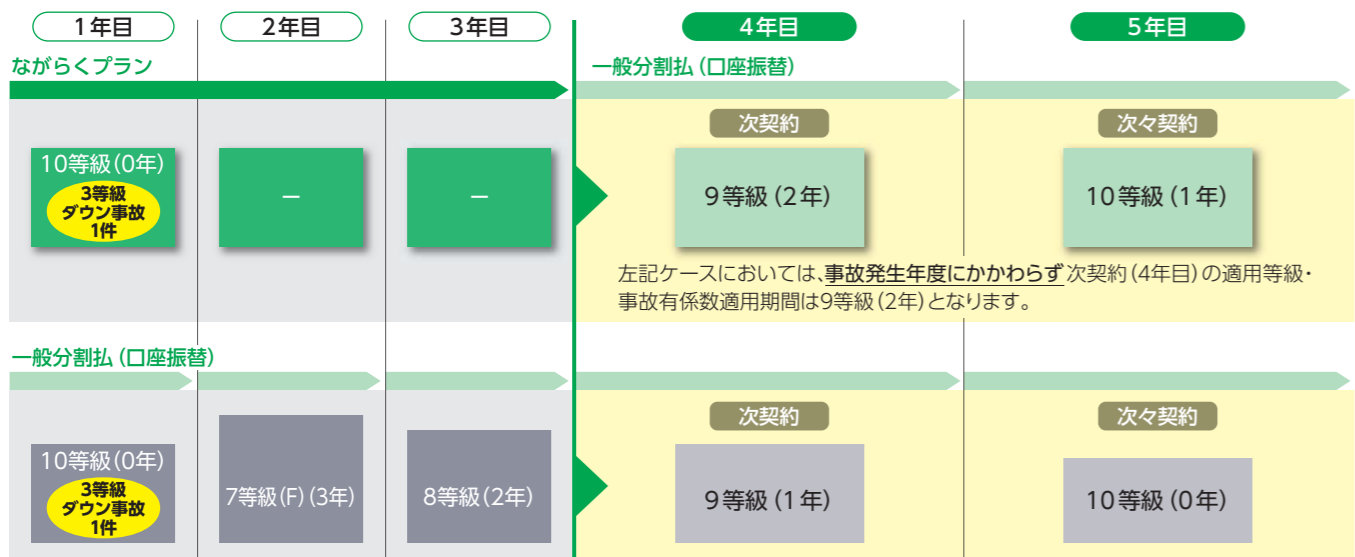 1年目
2年目
3年目
4年目
5年目
ながらくプラン
一般分割払(口座振替)
次契約
次々契約
10等級(0年)
3等級
ダウン事故
1件
－
－
9等級(2年)
10等級(1年)
左記ケースにおいては、事故発生年度にかかわらず次契約(4年目)の適用等級・
事故有係数適用期間は9等級(2年)となります。
一般分割払(口座振替)
次契約
次々契約
10等級(0年)
3等級
ダウン事故
1件
7等級(F)(3年)
8等級(2年)
9等級(1年)
10等級(0年)